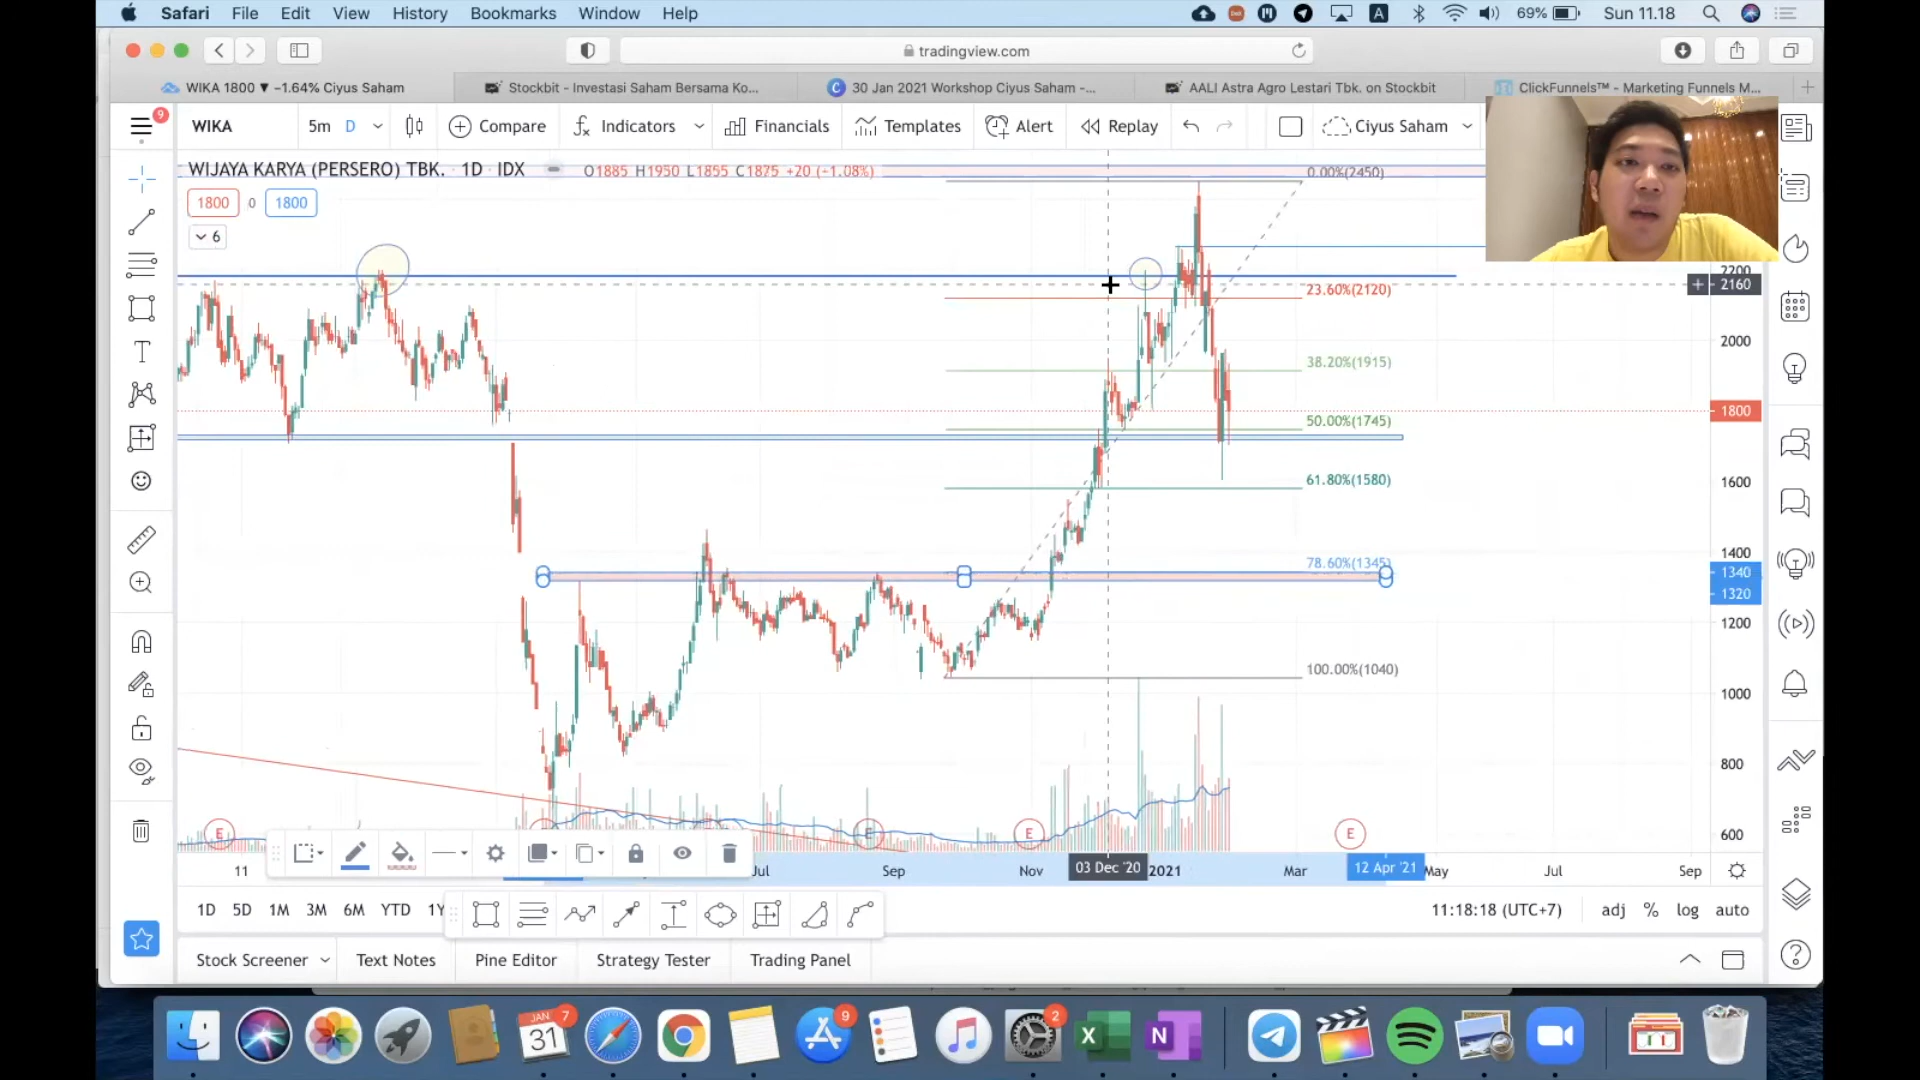 Safari File Edit View History Bookmarks Window Help
69% Sun 11.18
tradingview.com
WIKA 1800 ▼ −1.64% Ciyus Saham
Stockbit - Investasi Saham Bersama Ko...
30 Jan 2021 Workshop Ciyus Saham -...
AALI Astra Agro Lestari Tbk. on Stockbit
ClickFunnels™ - Marketing Funnels M...
9
WIKA 5m D Compare Indicators Financials Templates Alert Replay Ciyus Saham
WIJAYA KARYA (PERSERO) TBK. · 1D · IDX O1885 H1950 L1855 C1875 +20 (+1.08%)
0.00%(2450)
1800 0 1800
6
2200
2160
23.60%(2120)
2000
38.20%(1915)
1800
50.00%(1745)
61.80%(1580)
1600
1400
78.60%(1345)
1340
1320
1200
100.00%(1040)
1000
800
600
E E E E
11 Jul Sep Nov 03 Dec '20 2021 Mar 12 Apr '21 May Jul Sep
1D 5D 1M 3M 6M YTD 1Y
11:18:18 (UTC+7) adj % log auto
Stock Screener Text Notes Pine Editor Strategy Tester Trading Panel
JAN
31
7
9
2
X
N